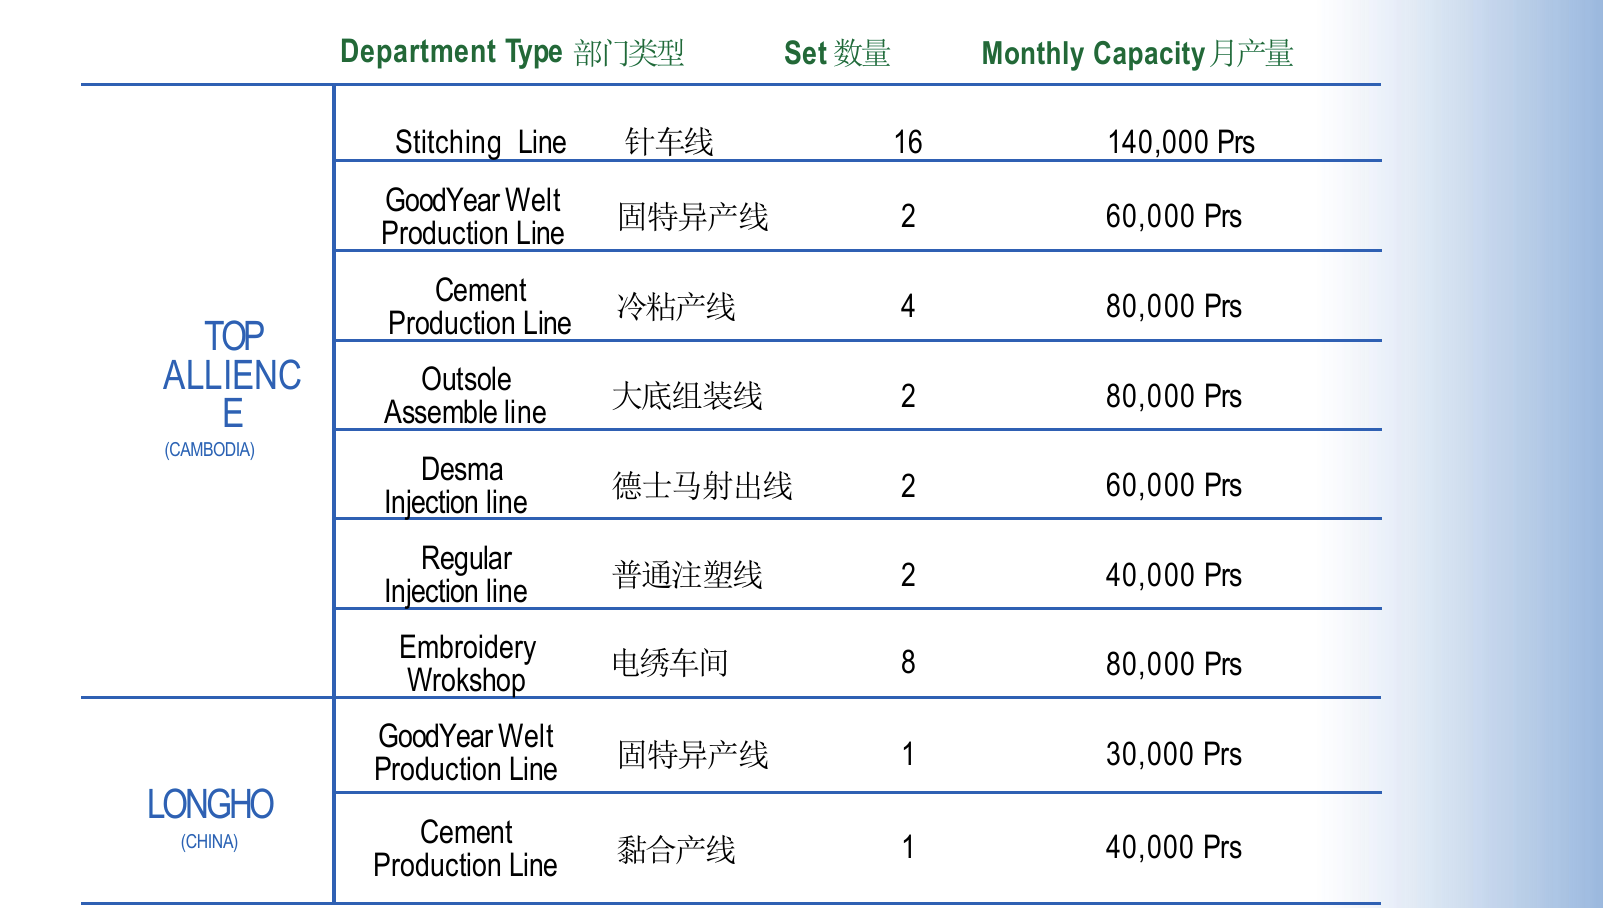 Department Type 部门类型 Set 数量 Monthly Capacity 月产量
Stitching Line 针车线 16 140,000 Prs
GoodYear Welt
Production Line 固特异产线 2 60,000 Prs
Cement
Production Line 冷粘产线 4 80,000 Prs
TOP
ALLIENC
E
(CAMBODIA)
Outsole
Assemble line 大底组装线 2 80,000 Prs
Desma
Injection line 德士马射出线 2 60,000 Prs
Regular
Injection line 普通注塑线 2 40,000 Prs
Embroidery
Wrokshop 电绣车间 8 80,000 Prs
GoodYear Welt
Production Line 固特异产线 1 30,000 Prs
LONGHO
(CHINA)
Cement
Production Line 黏合产线 1 40,000 Prs